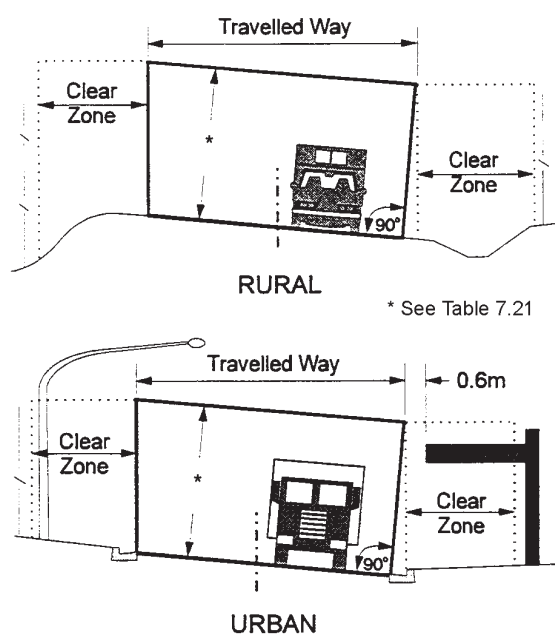 Travelled Way
Clear
Zone
*
Clear
Zone
90°
RURAL
* See Table 7.21
Travelled Way
0.6m
Clear
Zone
*
Clear
Zone
90°
URBAN